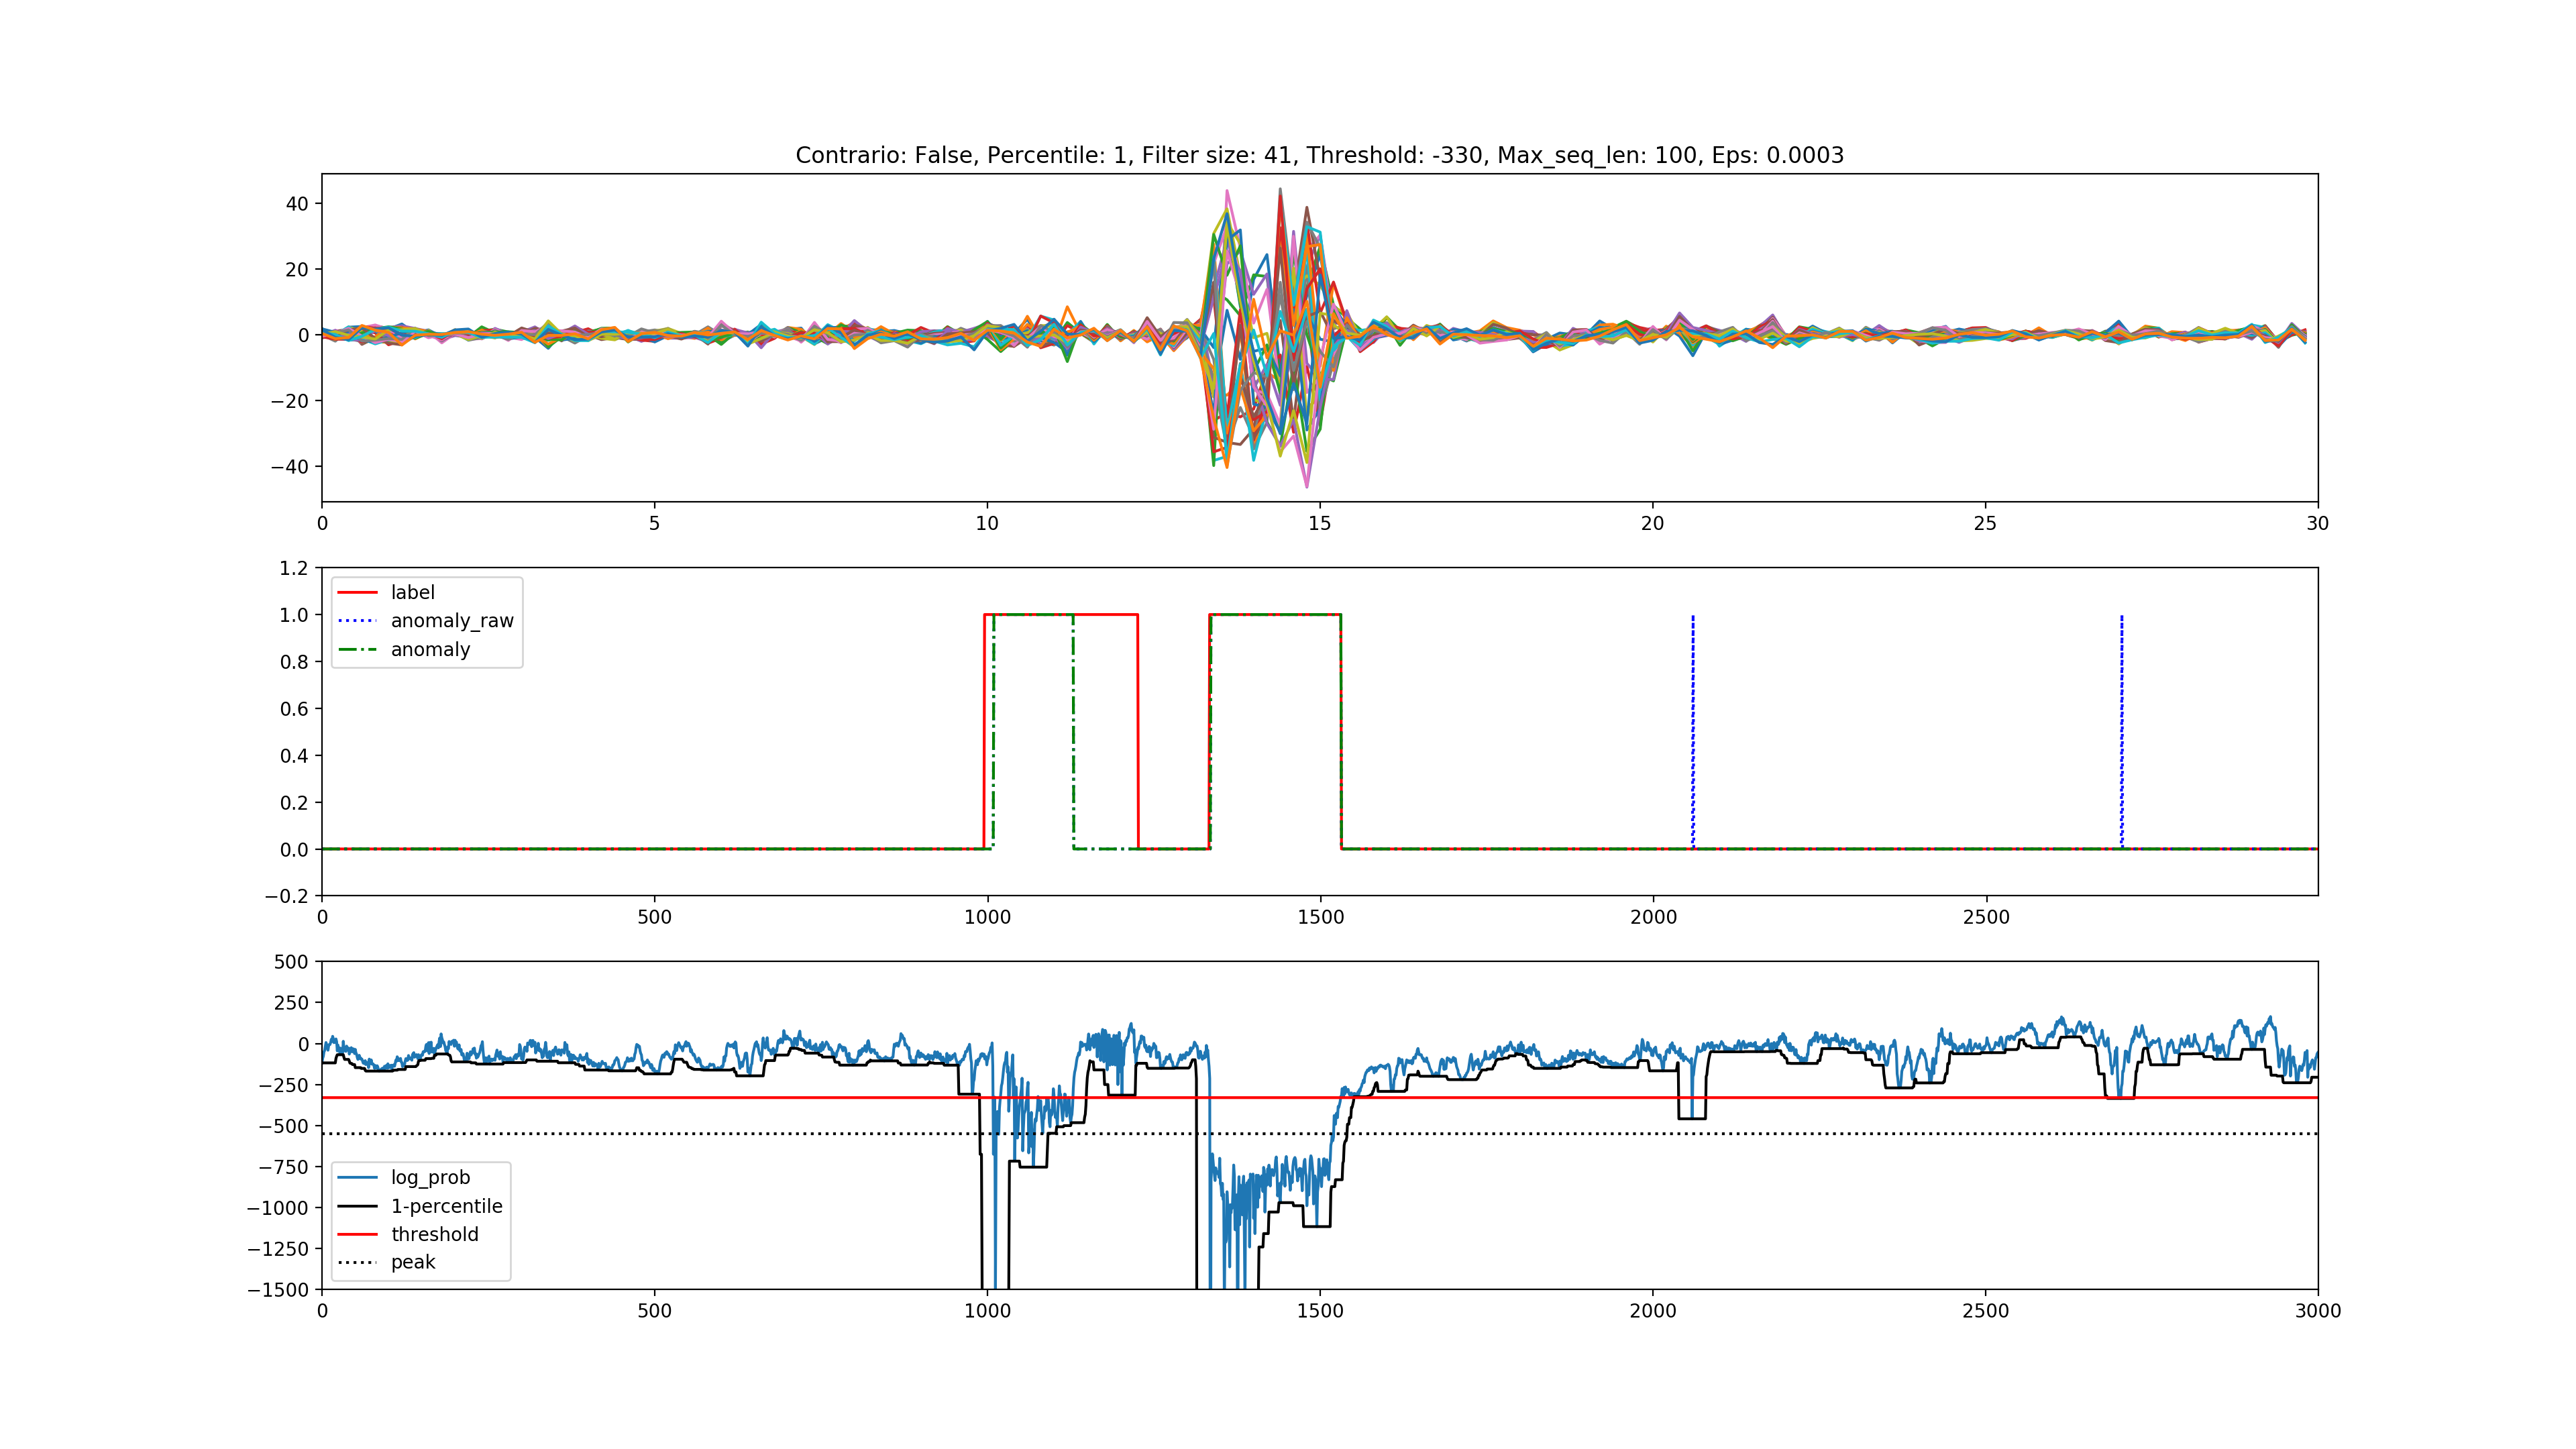 Contrario: False, Percentile: 1, Filter size: 41, Threshold: -330, Max_seq_len: 100, Eps: 0.0003
40
20
0
−20
−40
0 5 10 15 20 25 30
1.2
1.0
0.8
0.6
0.4
0.2
0.0
−0.2
label
anomaly_raw
anomaly
0 500 1000 1500 2000 2500
500
250
0
−250
−500
−750
−1000
−1250
−1500
log_prob
1-percentile
threshold
peak
0 500 1000 1500 2000 2500 3000